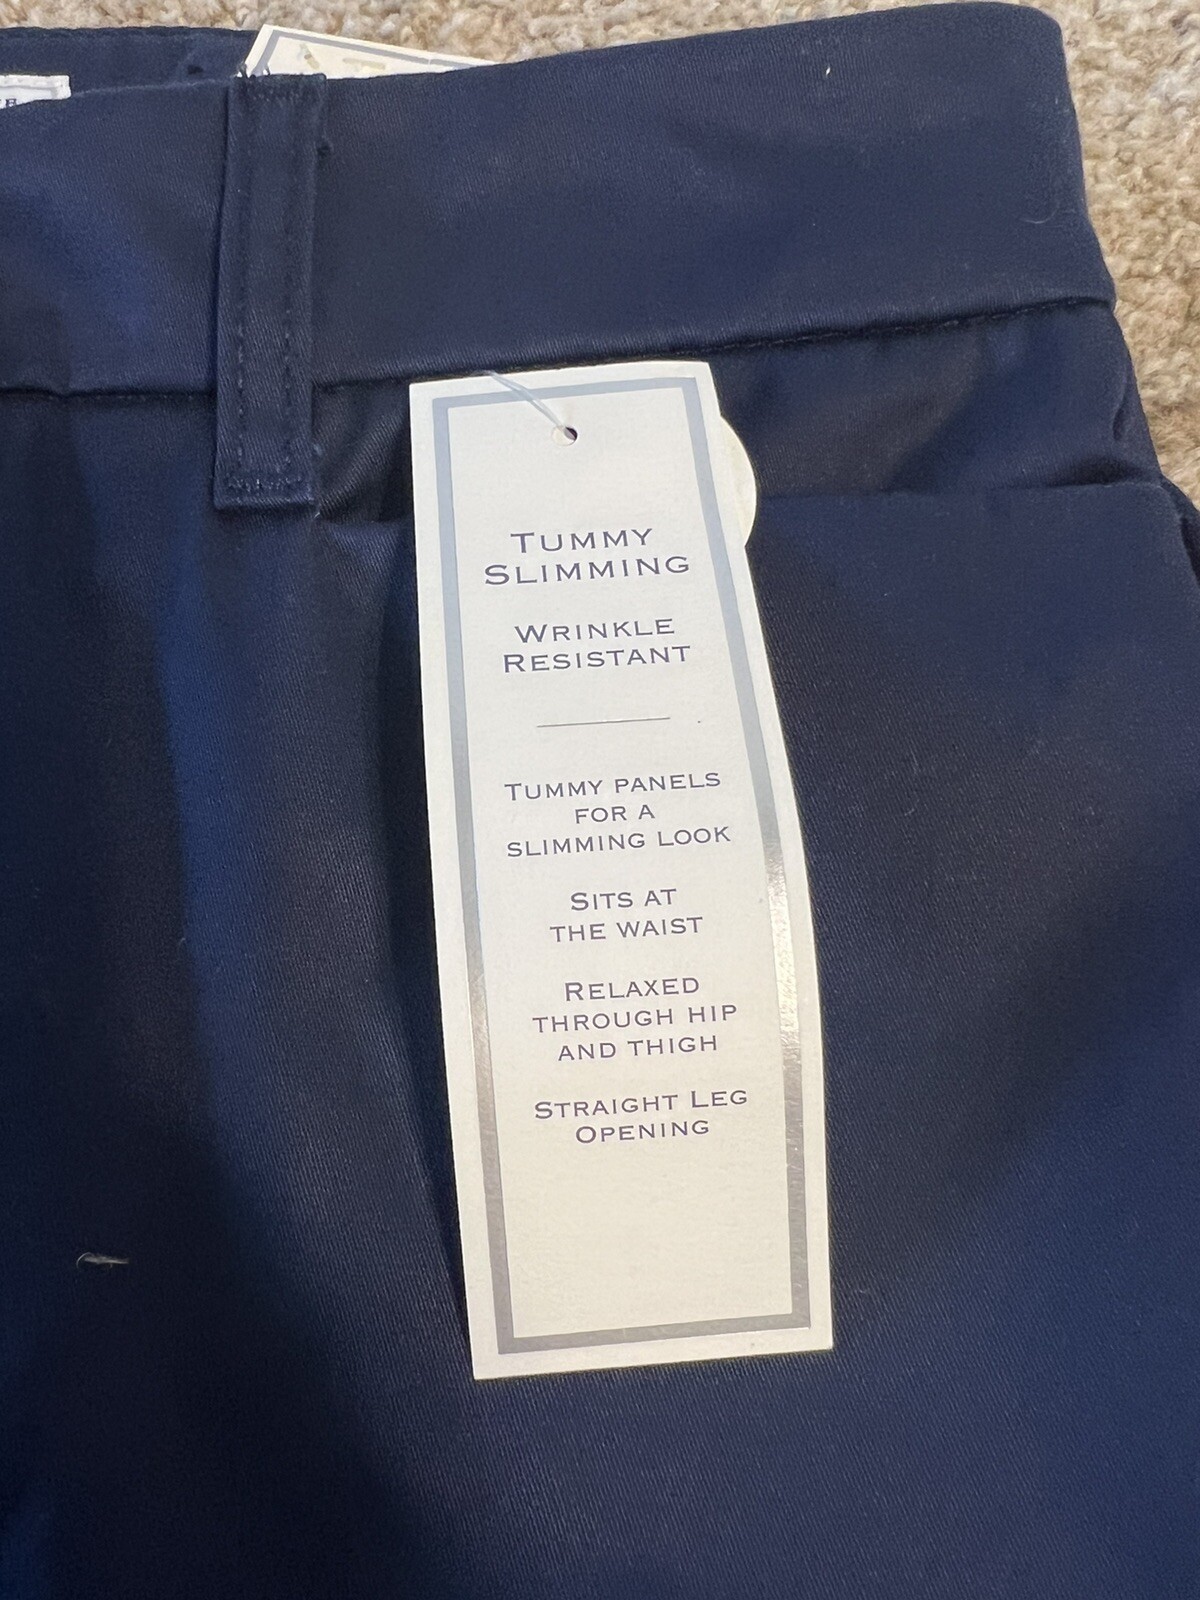 TUMMY
SLIMMING
WRINKLE
RESISTANT
TUMMY PANELS
FOR A
SLIMMING LOOK
SITS AT
THE WAIST
RELAXED
THROUGH HIP
AND THIGH
STRAIGHT LEG
OPENING